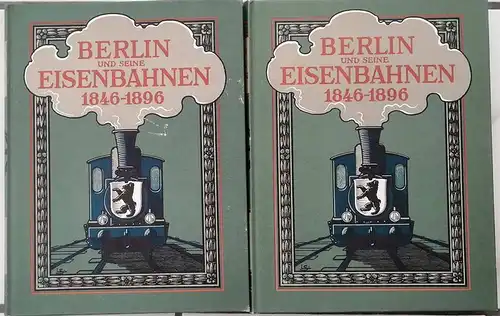 BERLIN
UND SEINE
EISENBAHNEN
1846-1896
BERLIN
UND SEINE
EISENBAHNEN
1846-1896